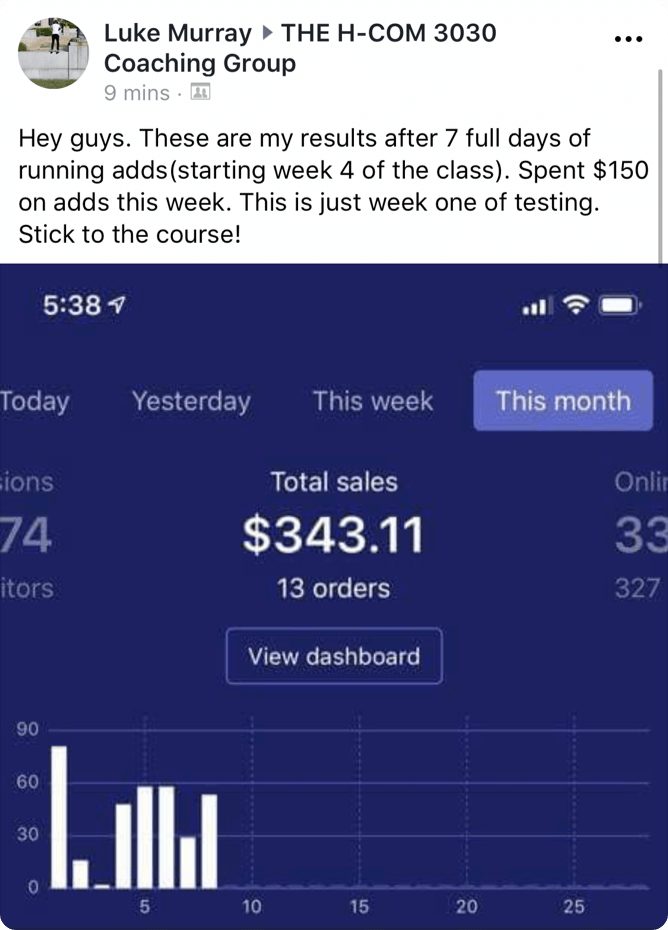 Luke Murray ▸ THE H-COM 3030
Coaching Group
9 mins ·
Hey guys. These are my results after 7 full days of
running adds(starting week 4 of the class). Spent $150
on adds this week. This is just week one of testing.
Stick to the course!
5:38
Today Yesterday This week This month
sions Total sales Onlin
74 $343.11 33
itors 13 orders 327
View dashboard
90
60
30
0
5 10 15 20 25